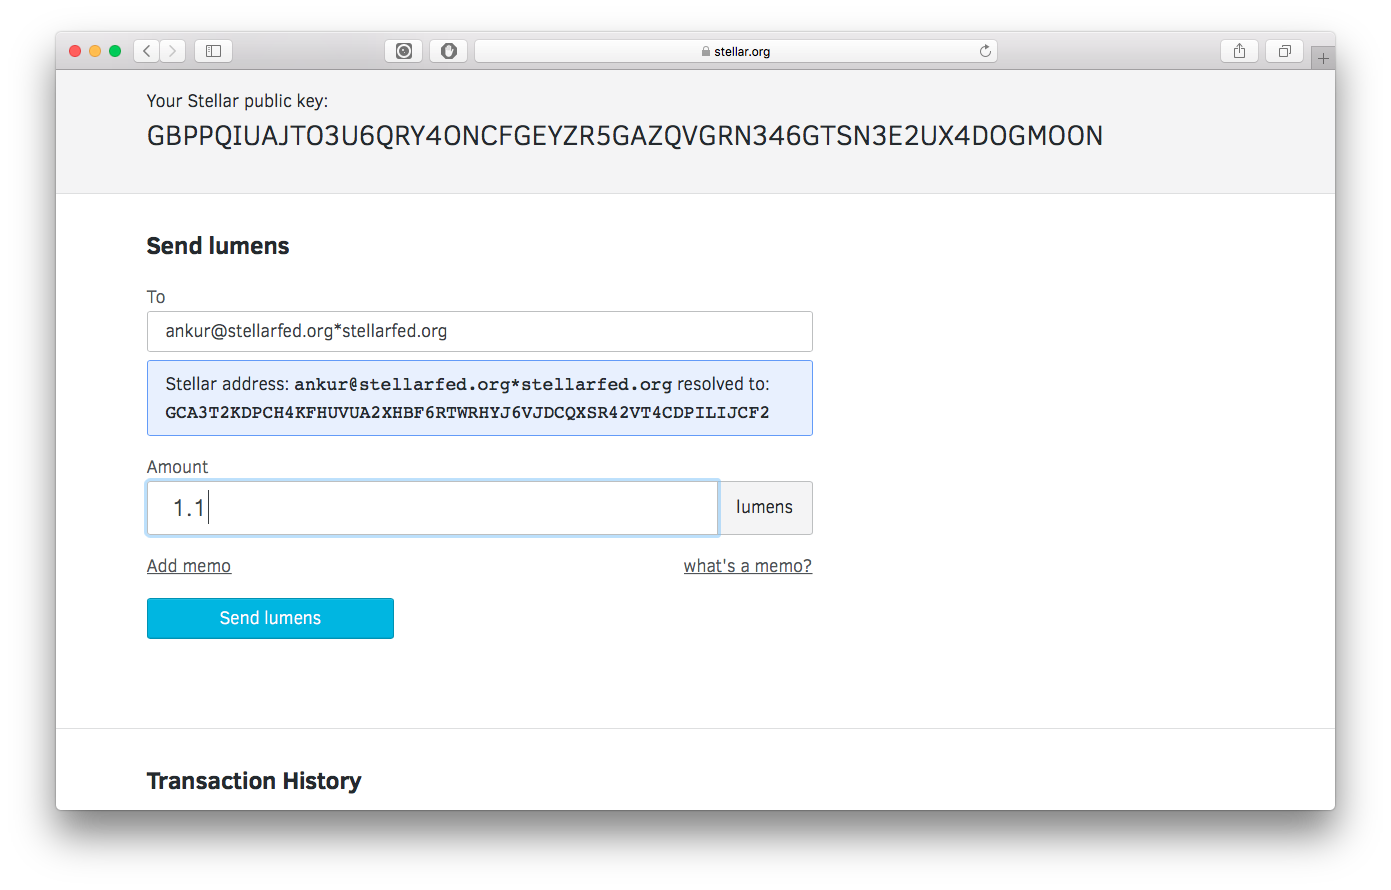 stellar.org
Your Stellar public key:
GBPPQIUAJTO3U6QRY4ONCFGEYZR5GAZQVGRN346GTSN3E2UX4DOGMOON
Send lumens
To
ankur@stellarfed.org*stellarfed.org
Stellar address: ankur@stellarfed.org*stellarfed.org resolved to:
GCA3T2KDPCH4KFHUVUA2XHBF6RTWRHYJ6VJDCQXSR42VT4CDPILIJCF2
Amount
1.1 lumens
Add memo what's a memo?
Send lumens
Transaction History